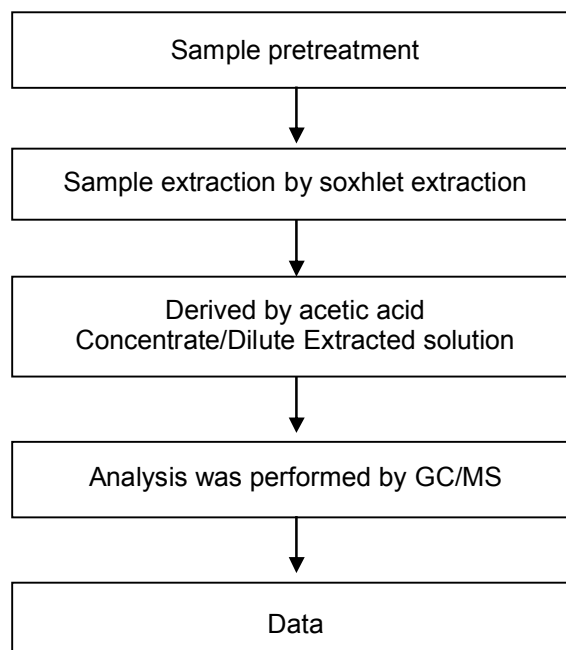 Sample pretreatment
Sample extraction by soxhlet extraction
Derived by acetic acid
Concentrate/Dilute Extracted solution
Analysis was performed by GC/MS
Data